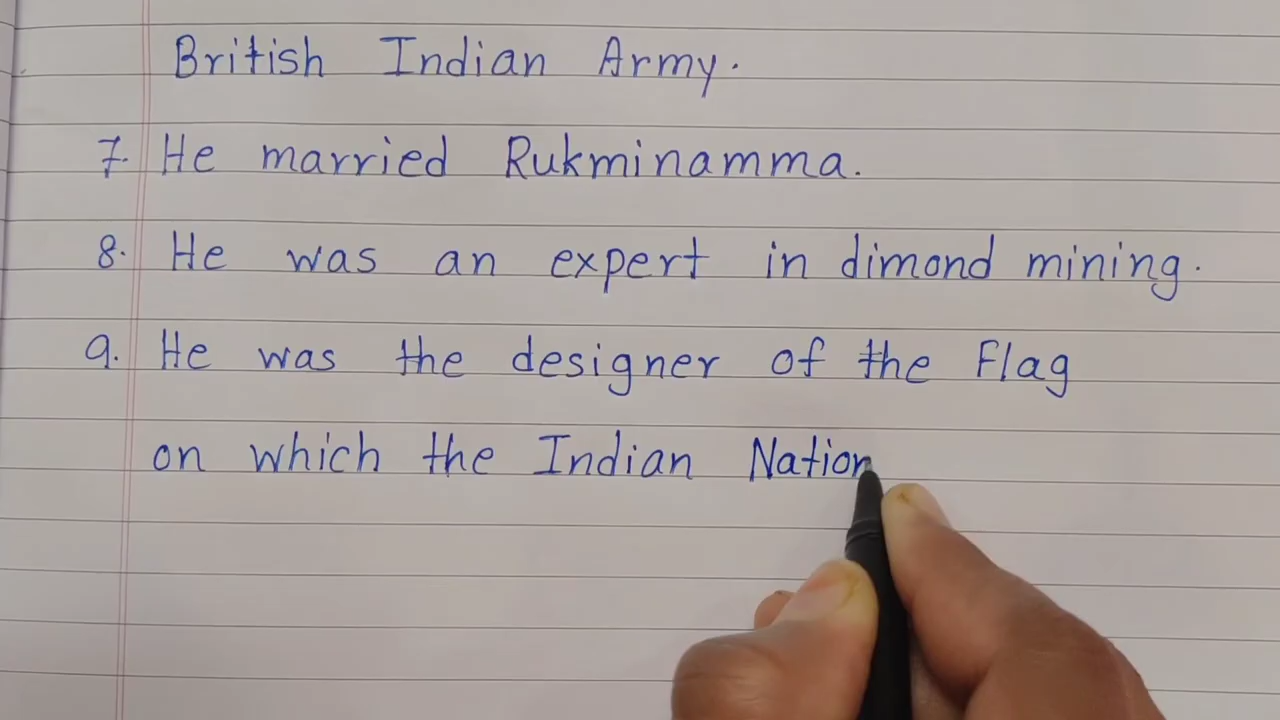 British Indian Army.
7. He married Rukminamma.
8. He was an expert in dimond mining.
9. He was the designer of the Flag
on which the Indian Nation